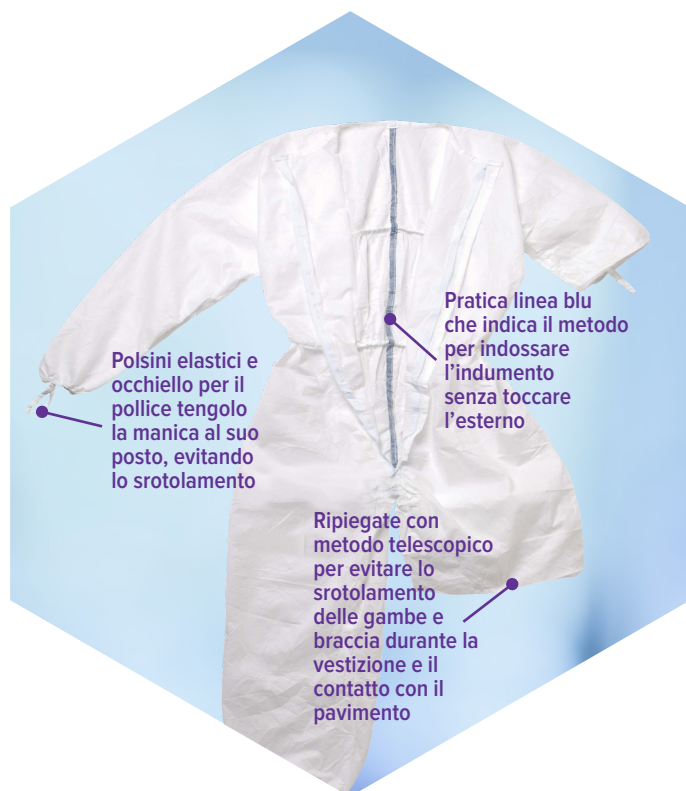 Pratica linea blu
che indica il metodo
per indossare
l'indumento
senza toccare
l'esterno
Polsini elastici e
occhiello per il
pollice tengolo
la manica al suo
posto, evitando
lo srotolamento
Ripiegate con
metodo telescopico
per evitare lo
srotolamento
delle gambe e
braccia durante la
vestizione e il
contatto con il
pavimento